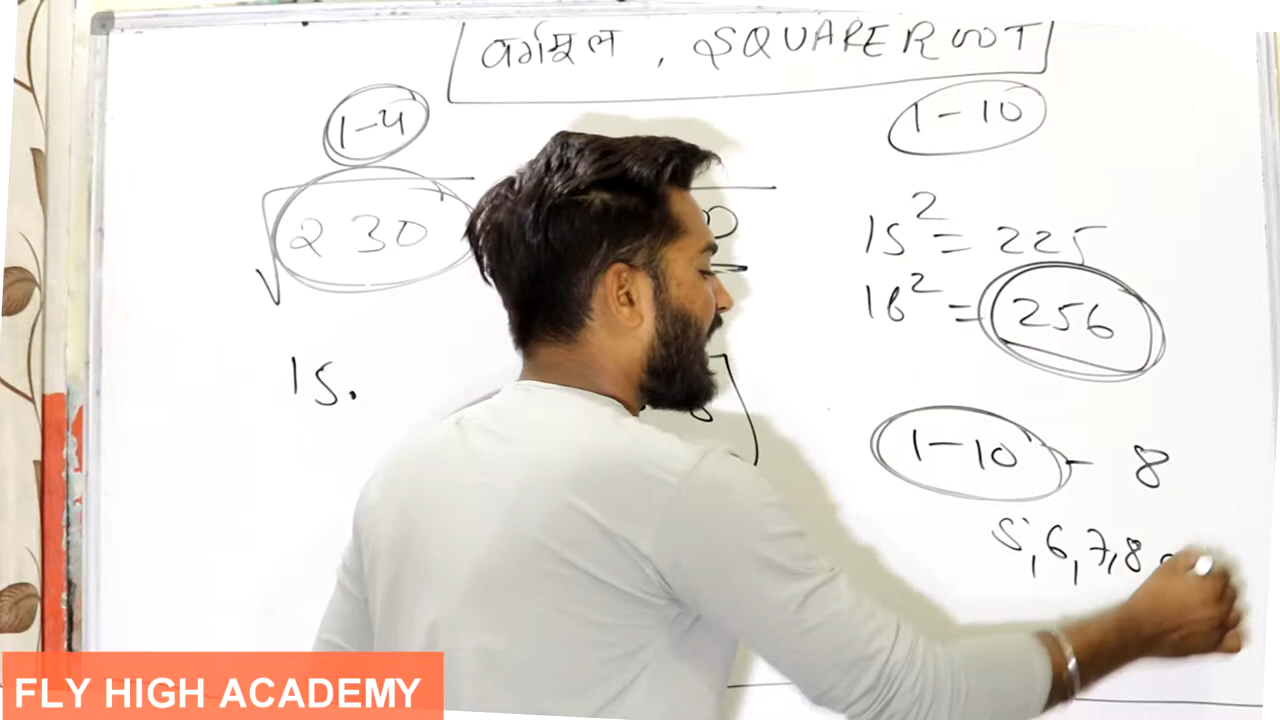 वर्गमूल , SQUARE ROOT
1-4
√230
15.
1-10
15² = 225
16² = 256
1-10 - 8
5,6,7,8
FLY HIGH ACADEMY